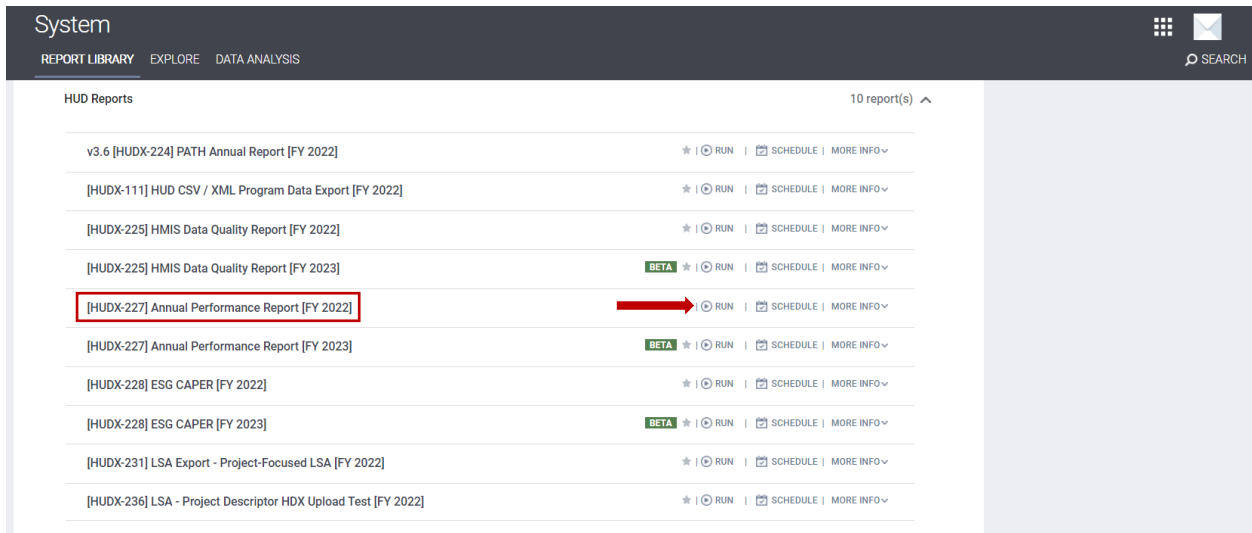 System
REPORT LIBRARY EXPLORE DATA ANALYSIS SEARCH
HUD Reports 10 report(s)
v3.6 [HUDX-224] PATH Annual Report [FY 2022] | RUN | SCHEDULE | MORE INFO
[HUDX-111] HUD CSV / XML Program Data Export [FY 2022] | RUN | SCHEDULE | MORE INFO
[HUDX-225] HMIS Data Quality Report [FY 2022] | RUN | SCHEDULE | MORE INFO
[HUDX-225] HMIS Data Quality Report [FY 2023] BETA | RUN | SCHEDULE | MORE INFO
[HUDX-227] Annual Performance Report [FY 2022] | RUN | SCHEDULE | MORE INFO
[HUDX-227] Annual Performance Report [FY 2023] BETA | RUN | SCHEDULE | MORE INFO
[HUDX-228] ESG CAPER [FY 2022] | RUN | SCHEDULE | MORE INFO
[HUDX-228] ESG CAPER [FY 2023] BETA | RUN | SCHEDULE | MORE INFO
[HUDX-231] LSA Export - Project-Focused LSA [FY 2022] | RUN | SCHEDULE | MORE INFO
[HUDX-236] LSA - Project Descriptor HDX Upload Test [FY 2022] | RUN | SCHEDULE | MORE INFO